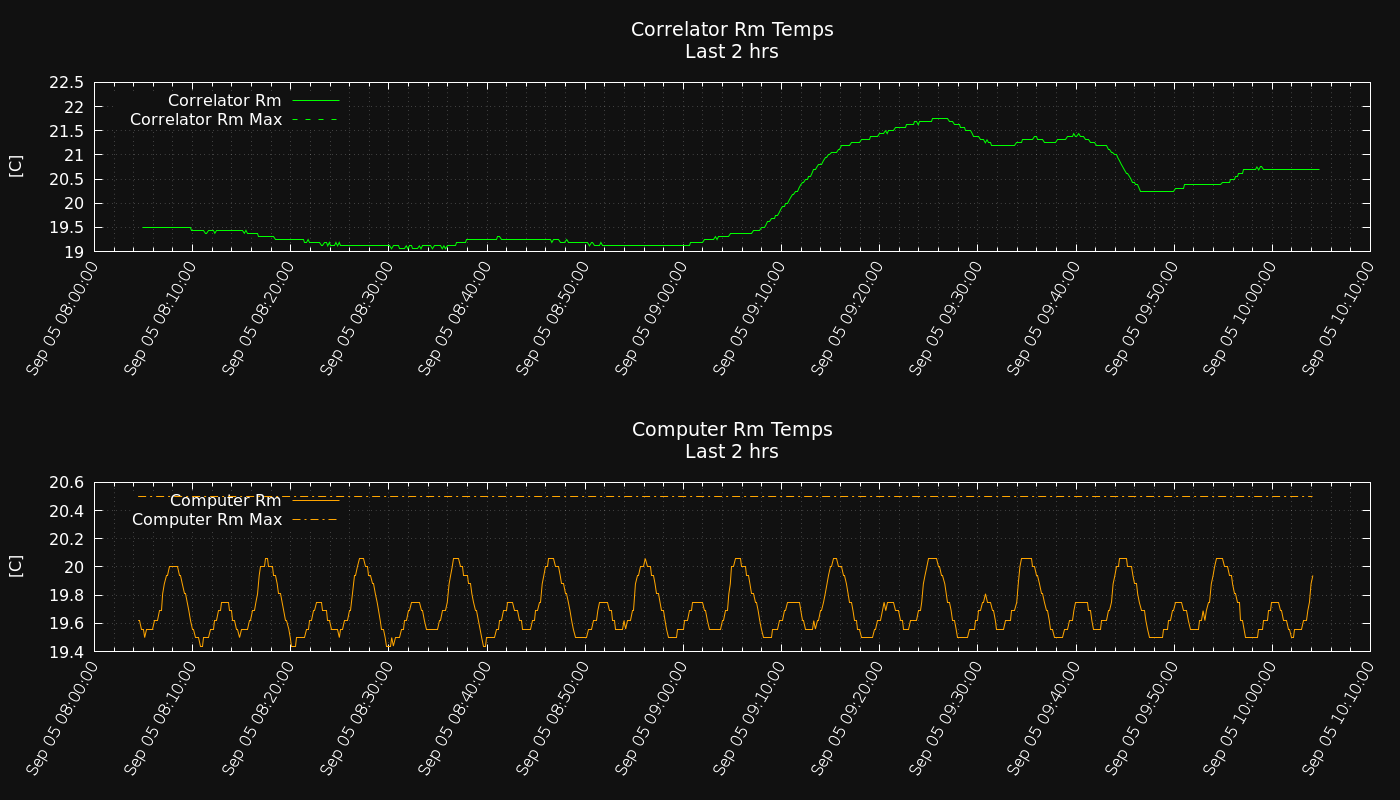 Correlator Rm Temps
Last 2 hrs
22.5
22
21.5
21
20.5
20
19.5
19
[C]
Correlator Rm
Correlator Rm Max
Sep 05 08:00:00
Sep 05 08:10:00
Sep 05 08:20:00
Sep 05 08:30:00
Sep 05 08:40:00
Sep 05 08:50:00
Sep 05 09:00:00
Sep 05 09:10:00
Sep 05 09:20:00
Sep 05 09:30:00
Sep 05 09:40:00
Sep 05 09:50:00
Sep 05 10:00:00
Sep 05 10:10:00
Computer Rm Temps
Last 2 hrs
20.6
20.4
20.2
20
19.8
19.6
19.4
[C]
Computer Rm
Computer Rm Max
Sep 05 08:00:00
Sep 05 08:10:00
Sep 05 08:20:00
Sep 05 08:30:00
Sep 05 08:40:00
Sep 05 08:50:00
Sep 05 09:00:00
Sep 05 09:10:00
Sep 05 09:20:00
Sep 05 09:30:00
Sep 05 09:40:00
Sep 05 09:50:00
Sep 05 10:00:00
Sep 05 10:10:00